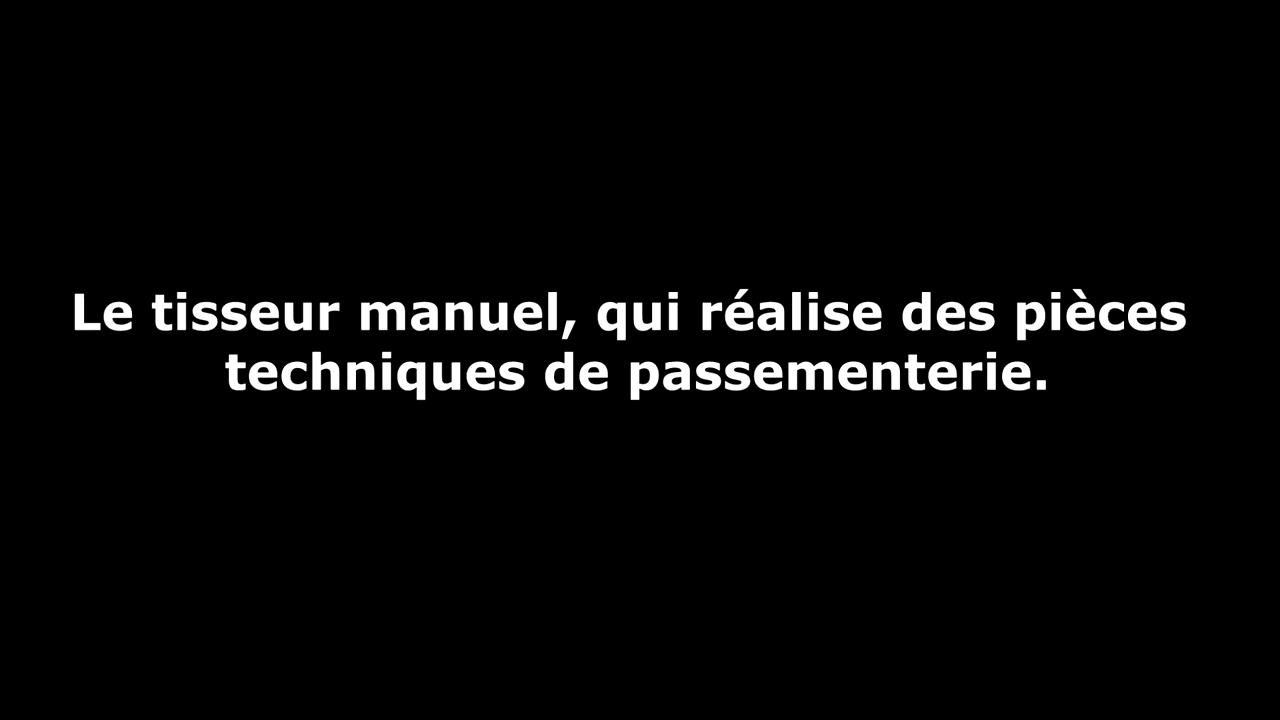 Le tisseur manuel, qui réalise des pièces
techniques de passementerie.